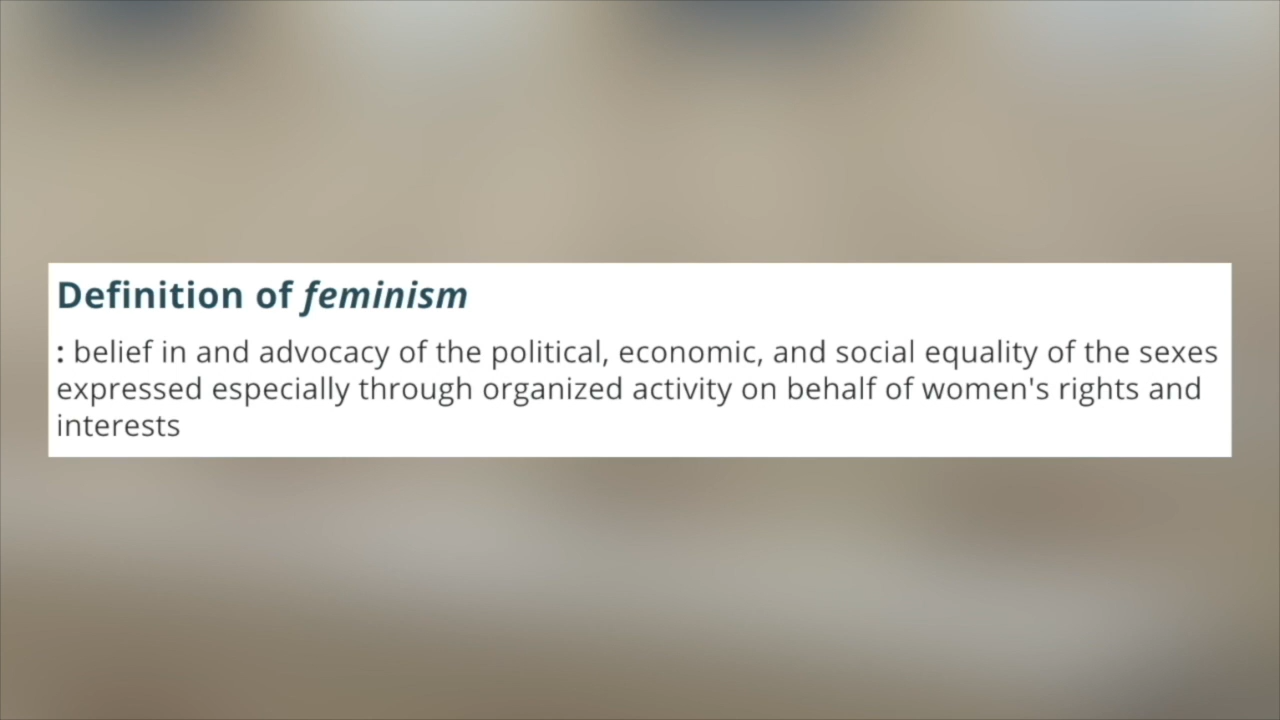 Definition of feminism
: belief in and advocacy of the political, economic, and social equality of the sexes
expressed especially through organized activity on behalf of women's rights and
interests